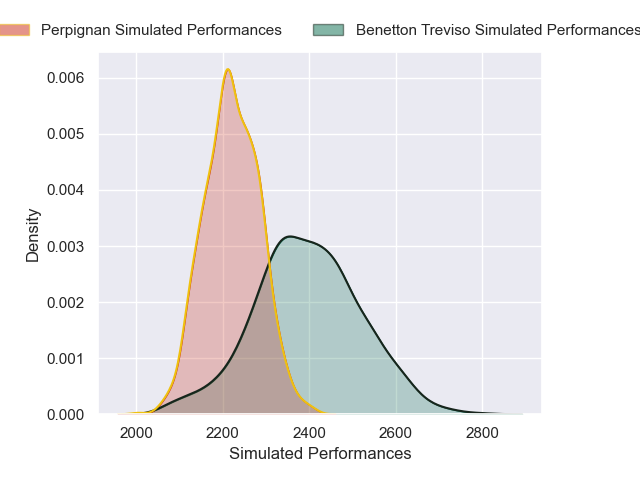 Perpignan Simulated Performances
Benetton Treviso Simulated Performances
0.006
0.005
0.004
0.003
0.002
0.001
0.000
Density
2000 2200 2400 2600 2800
Simulated Performances